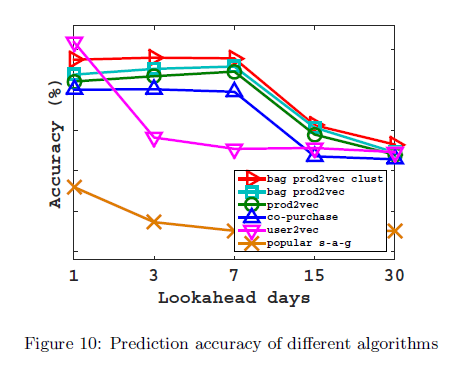 Accuracy (%)
bag prod2vec clust
bag prod2vec
prod2vec
co-purchase
user2vec
popular s-a-g
1 3 7 15 30
Lookahead days
Figure 10: Prediction accuracy of different algorithms